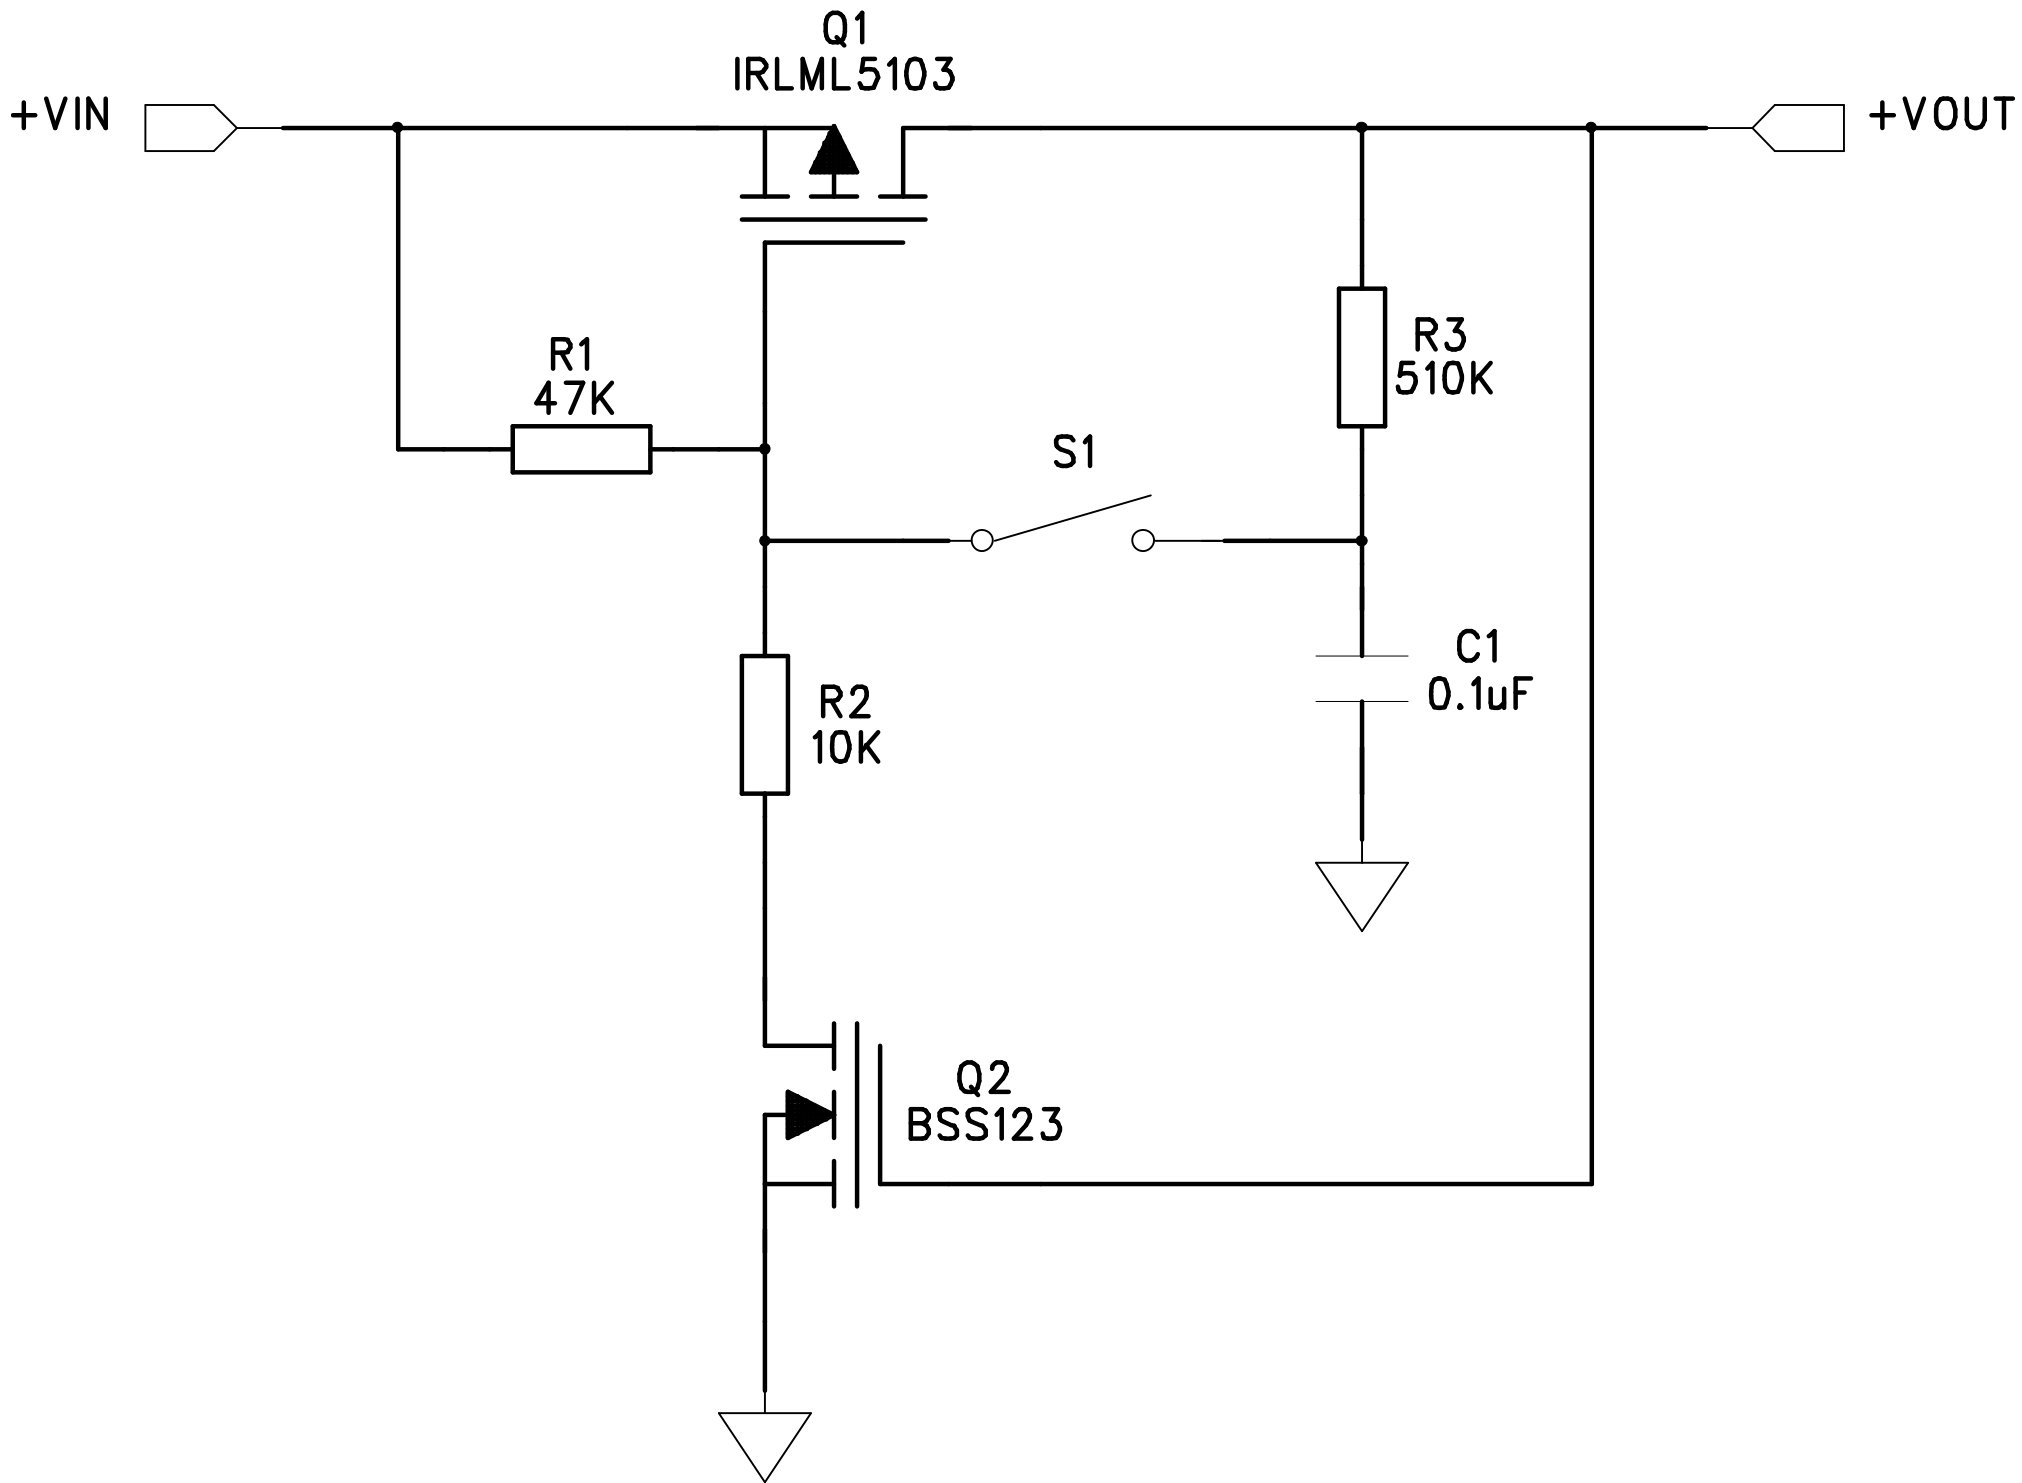 Q1
IRLML5103
+VIN
+VOUT
R1
47K
R3
510K
S1
C1
0.1uF
R2
10K
Q2
BSS123